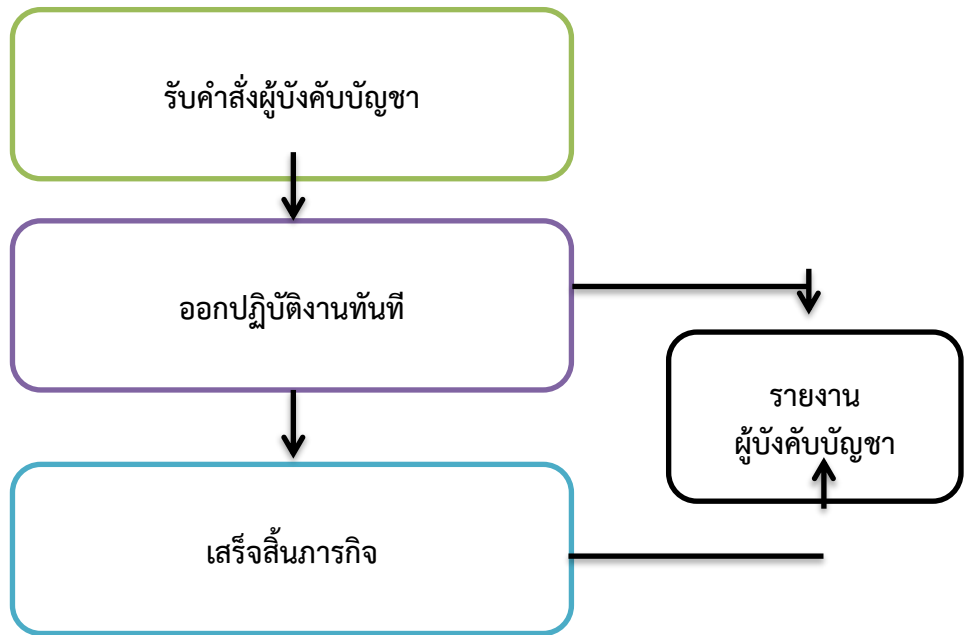 รับคำสั่งผู้บังคับบัญชา
ออกปฏิบัติงานทันที
รายงาน
ผู้บังคับบัญชา
เสร็จสิ้นภารกิจ